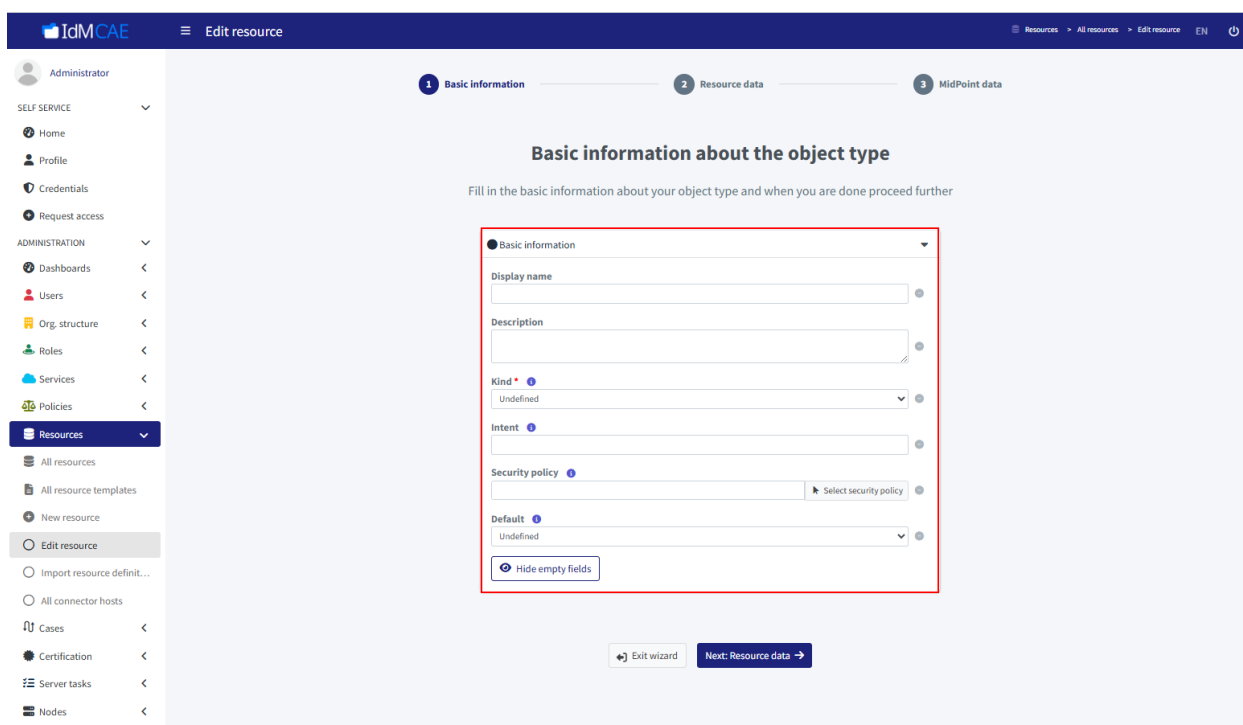 IdMCAE
Edit resource
Resources > All resources > Edit resource EN
Administrator
1 Basic information
2 Resource data
3 MidPoint data
SELF SERVICE
Home
Profile
Credentials
Request access
ADMINISTRATION
Dashboards
Users
Org. structure
Roles
Services
Policies
Resources
All resources
All resource templates
New resource
Edit resource
Import resource definit...
All connector hosts
Cases
Certification
Server tasks
Nodes
Basic information about the object type
Fill in the basic information about your object type and when you are done proceed further
Basic information
Display name
Description
Kind *
Undefined
Intent
Security policy
Select security policy
Default
Undefined
Hide empty fields
Exit wizard
Next: Resource data